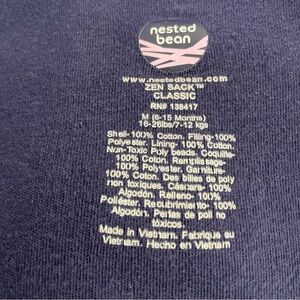 nested
bean
www.nestedbean.com
ZEN SACK™
CLASSIC
RN# 138417
M (6-15 Months)
16-26lbs/7-12 kgs
Shell-100% Cotton. Filling-100%
Polyester. Lining- 100% Cotton.
Non-Toxic Poly beads. Coquille-
100% Coton. Remplissage-
100% Polyester. Garniture-
100% Coton. Des billes de poly
non toxiques. Cáscara- 100%
Algodón. Relleno- 100%
Poliéster. Recubrimiento- 100%
Algodón. Perlas de poli no
tóxicos.
Made in Vietnam. Fabrique au
Vietnam. Hecho en Vietnam